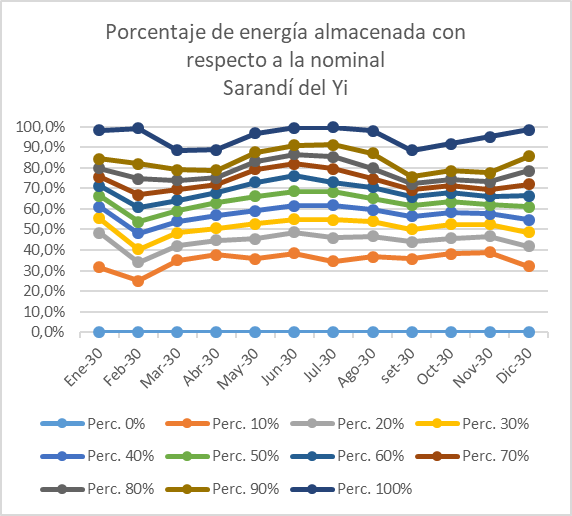 Porcentaje de energía almacenada con
respecto a la nominal
Sarandí del Yi
100,0%
90,0%
80,0%
70,0%
60,0%
50,0%
40,0%
30,0%
20,0%
10,0%
0,0%
Ene-30 Feb-30 Mar-30 Abr-30 May-30 Jun-30 Jul-30 Ago-30 set-30 Oct-30 Nov-30 Dic-30
Perc. 0% Perc. 10% Perc. 20% Perc. 30%
Perc. 40% Perc. 50% Perc. 60% Perc. 70%
Perc. 80% Perc. 90% Perc. 100%